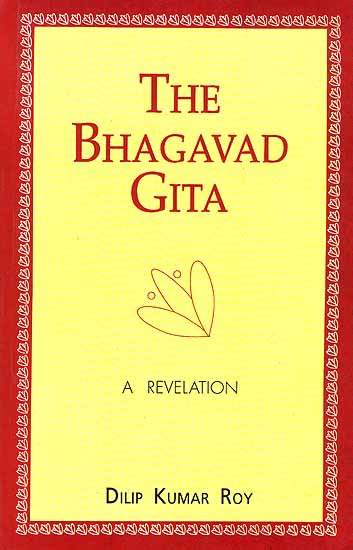 THE
BHAGAVAD
GITA
A REVELATION
DILIP KUMAR ROY